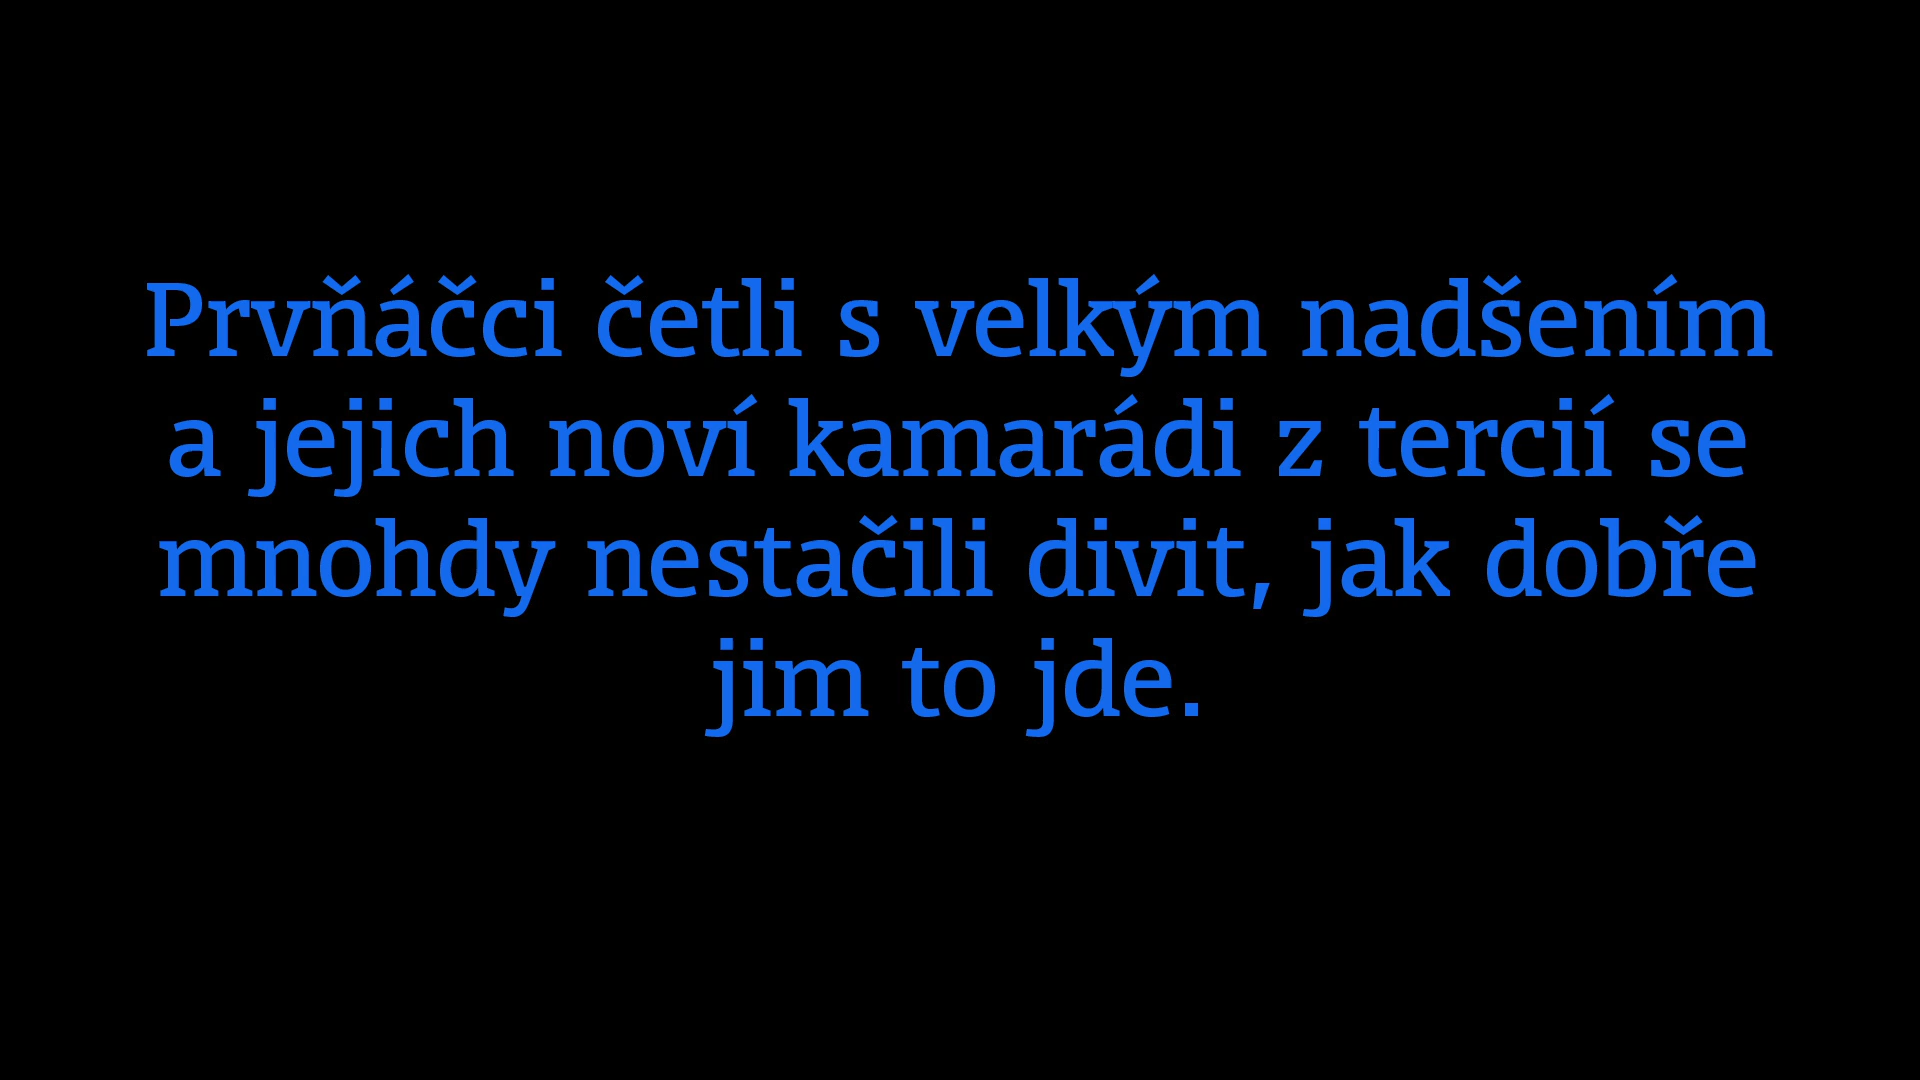 Prvňáčci četli s velkým nadšením
a jejich noví kamarádi z tercií se
mnohdy nestačili divit, jak dobře
jim to jde.